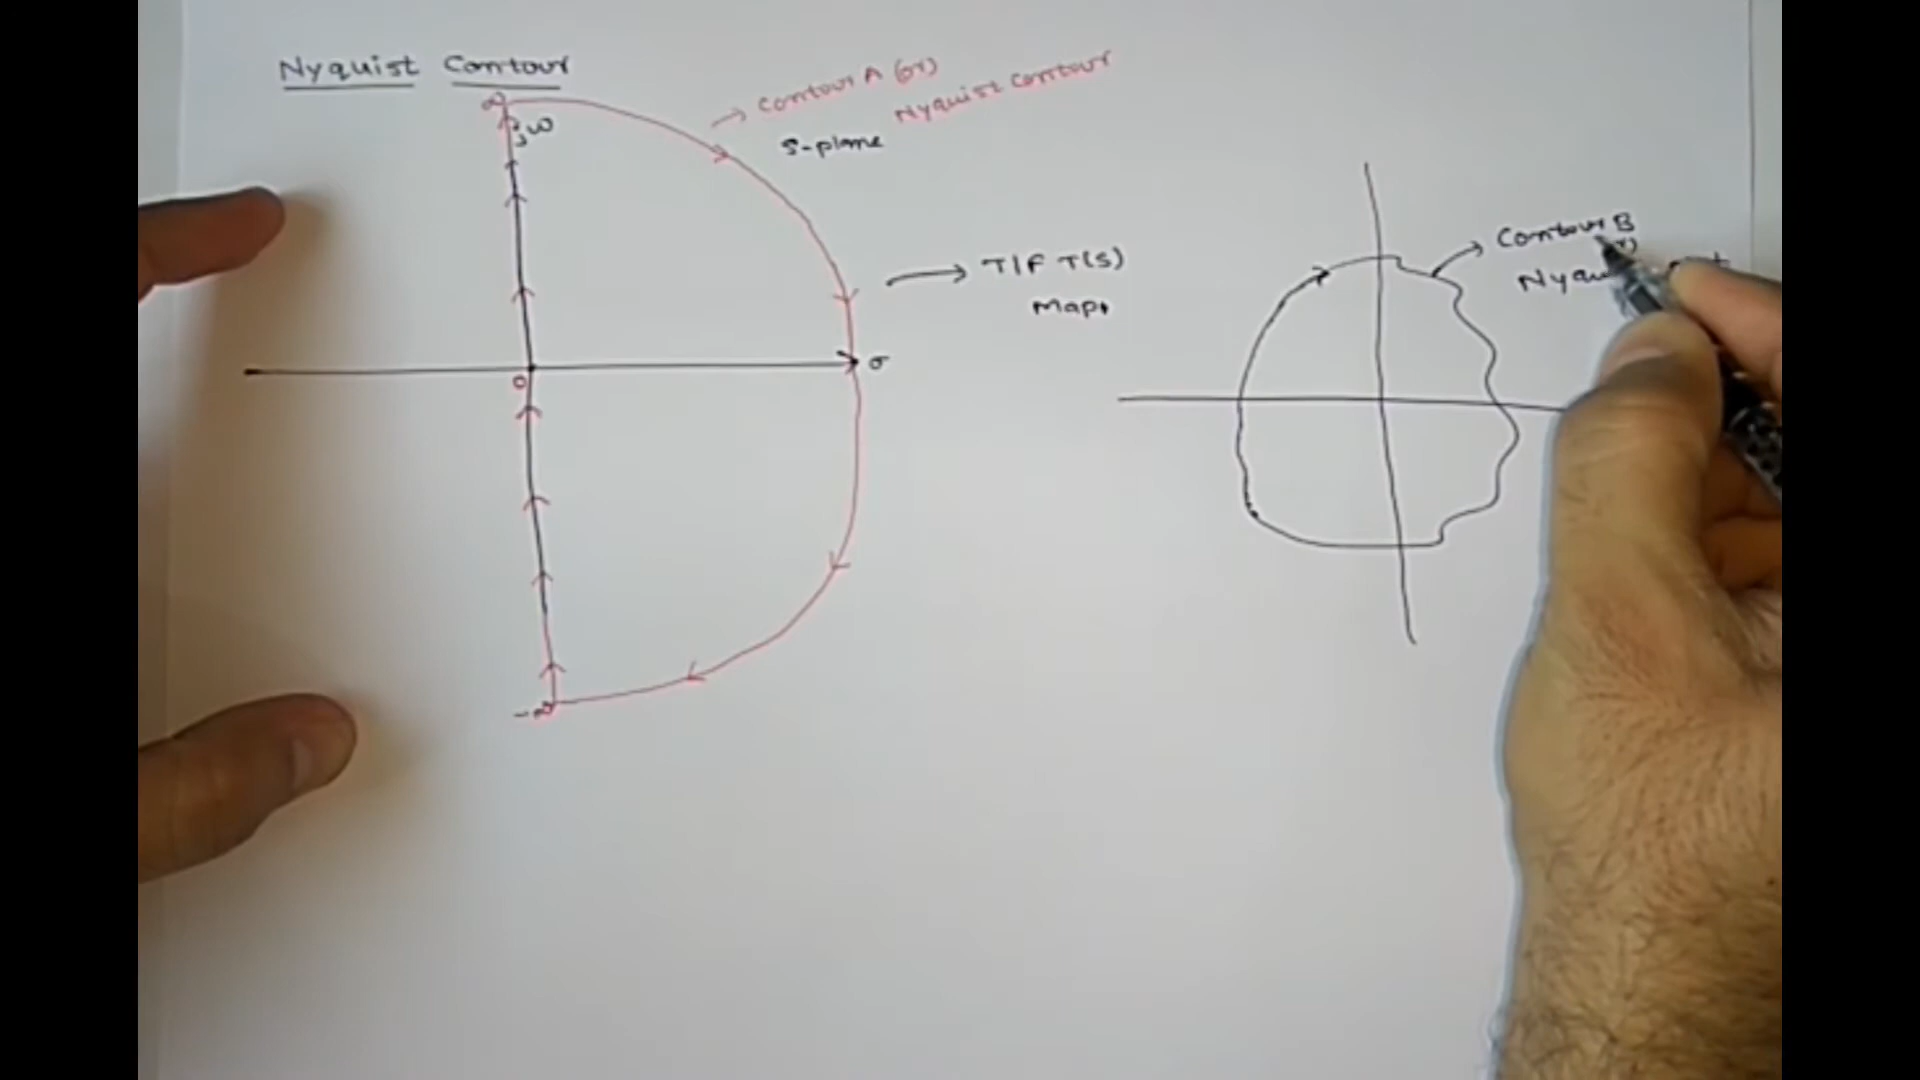 Nyquist Contour
∞
jω
→ Contour A (or)
Nyquist Contour
S-plane
→ T/F T(s)
Map
σ
0
-∞
→ Contour B